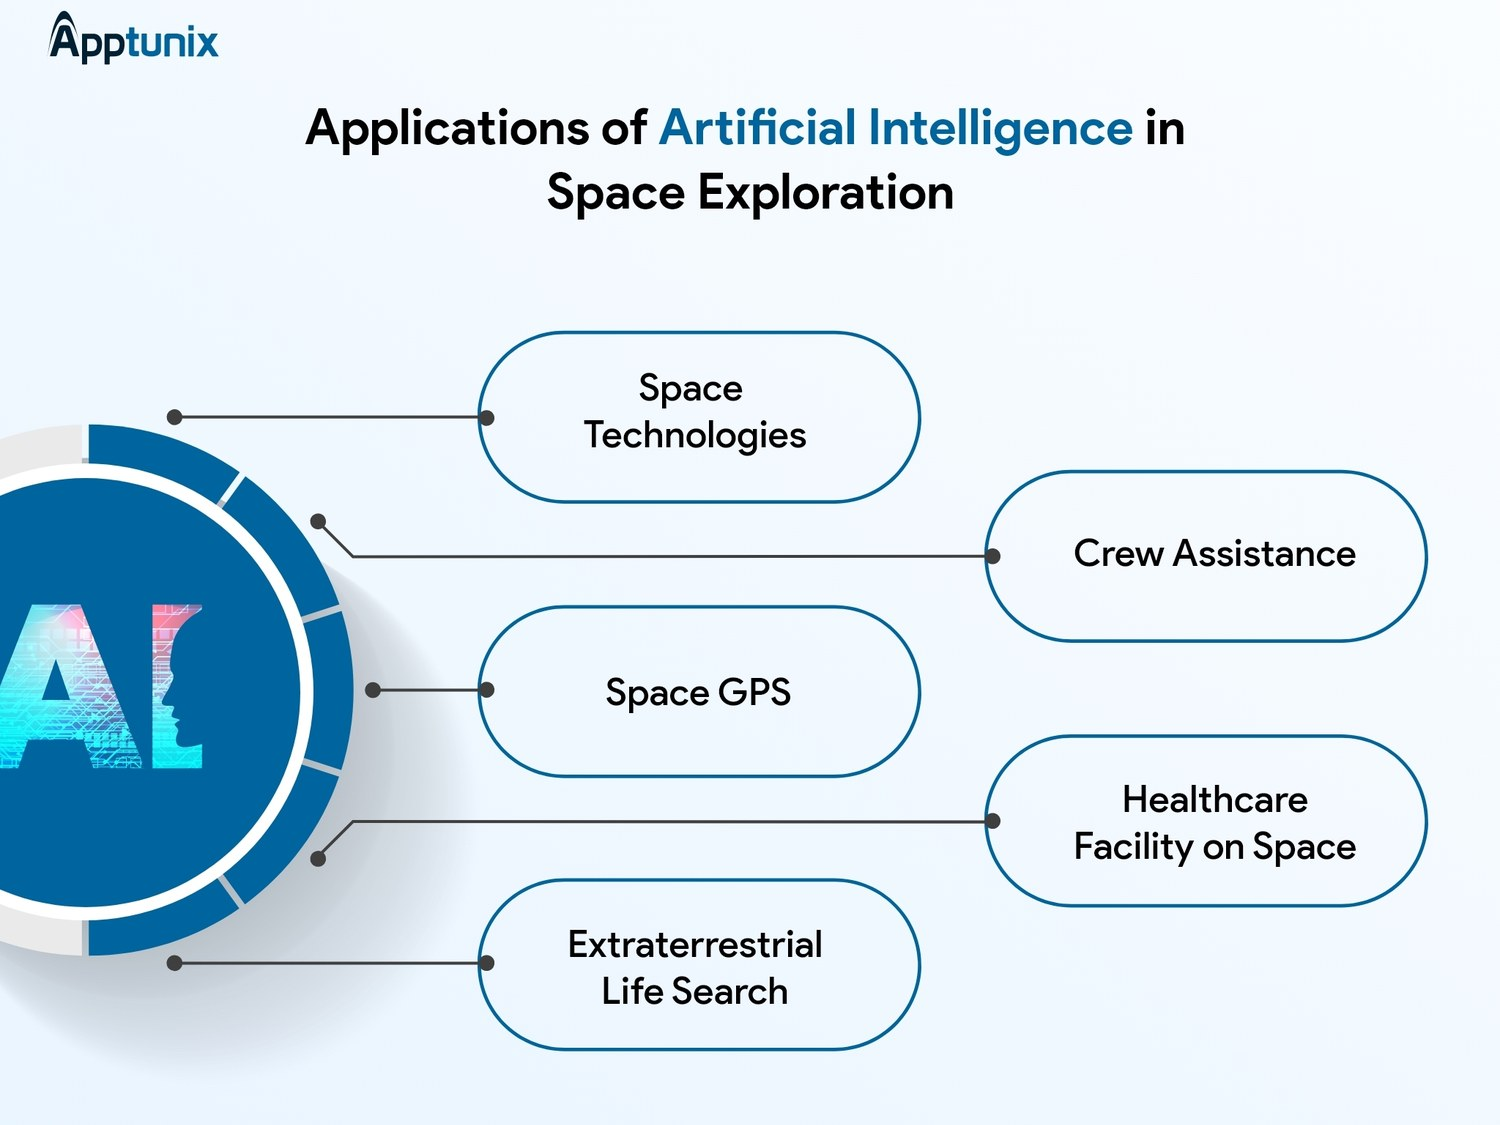 Apptunix
Applications of Artificial Intelligence in
Space Exploration
Space
Technologies
Crew Assistance
AI
Space GPS
Healthcare
Facility on Space
Extraterrestrial
Life Search